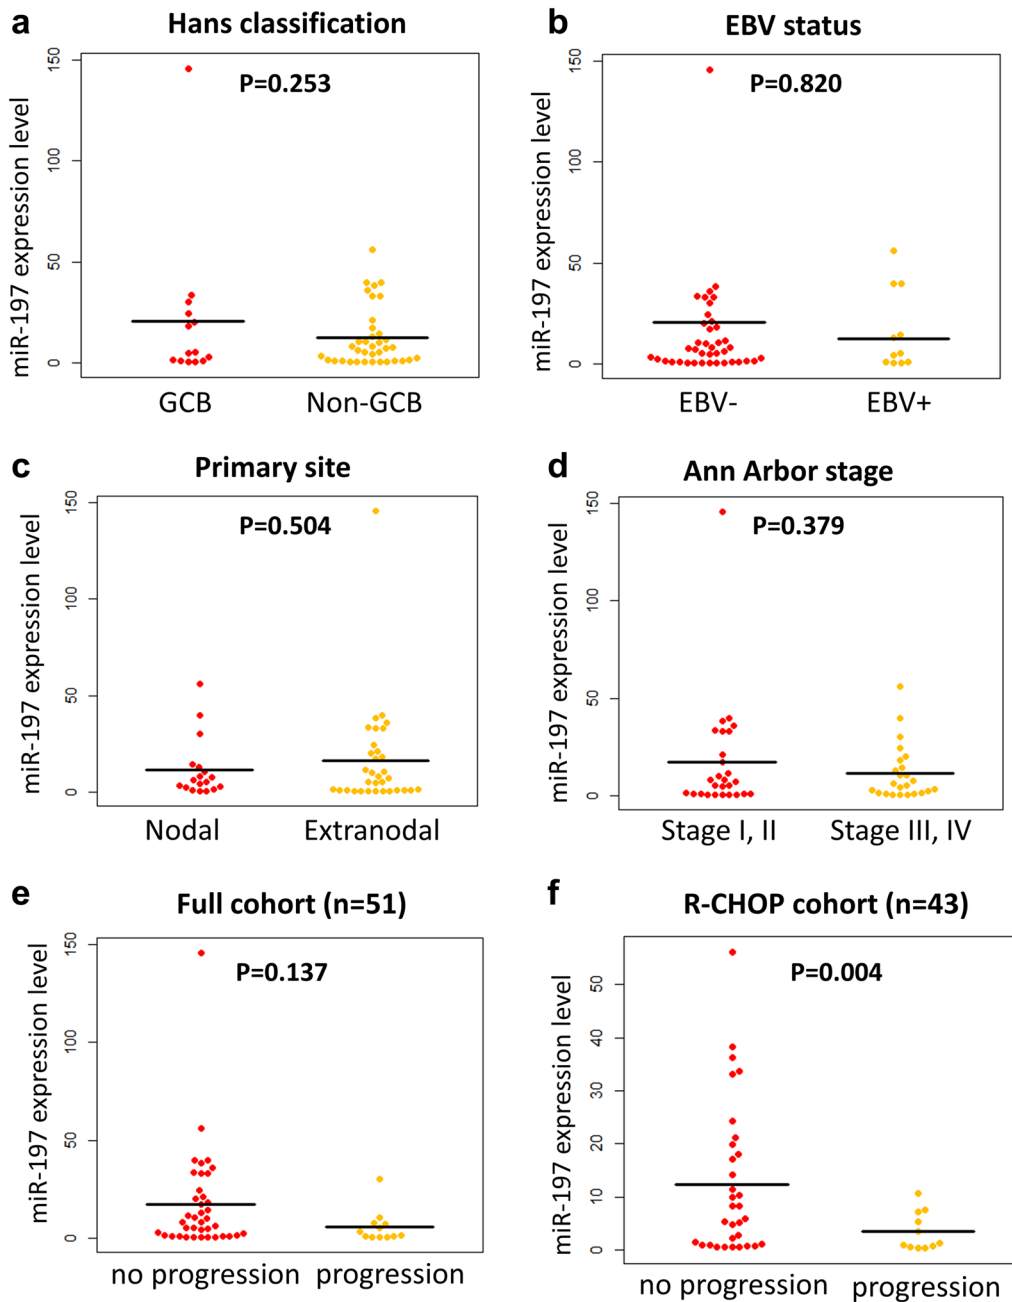 a Hans classification
P=0.253
miR-197 expression level
150
100
50
0
GCB Non-GCB
b EBV status
P=0.820
miR-197 expression level
150
100
50
0
EBV- EBV+
c Primary site
P=0.504
miR-197 expression level
150
100
50
0
Nodal Extranodal
d Ann Arbor stage
P=0.379
miR-197 expression level
150
100
50
0
Stage I, II Stage III, IV
e Full cohort (n=51)
P=0.137
miR-197 expression level
150
100
50
0
no progression progression
f R-CHOP cohort (n=43)
P=0.004
miR-197 expression level
50
40
30
20
10
0
no progression progression